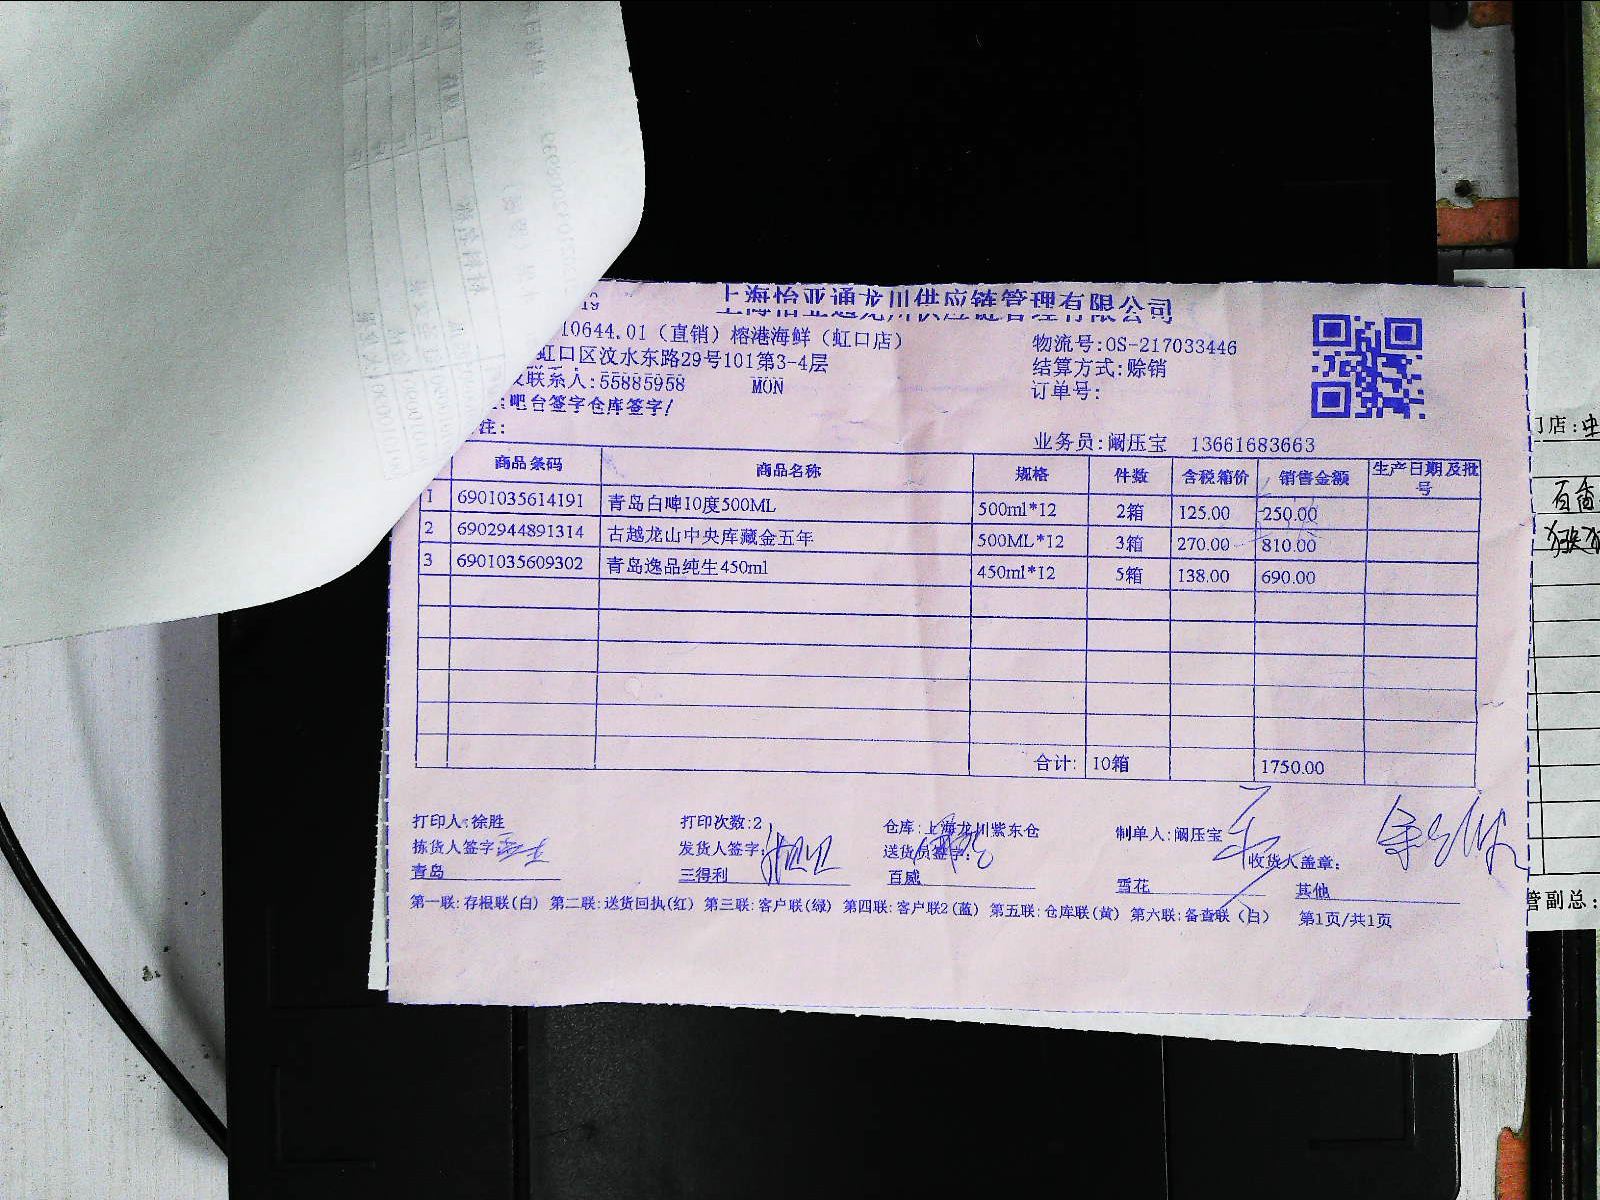 上海怡亚通龙川供应链管理有限公司
19
10644.01（直销）榕港海鲜（虹口店）
物流号:OS-217033446
虹口区汶水东路29号101第3-4层
结算方式:赊销
联系人:55885958 MON
订单号:
:吧台签字仓库签字!
注:
业务员:阚压宝 13661683663
商品条码 商品名称 规格 件数 含税箱价 销售金额 生产日期及批号
1 6901035614191 青岛白啤10度500ML 500ml*12 2箱 125.00 250.00
2 6902944891314 古越龙山中央库藏金五年 500ML*12 3箱 270.00 810.00
3 6901035609302 青岛逸品纯生450ml 450ml*12 5箱 138.00 690.00
合计: 10箱 1750.00
打印人:徐胜 打印次数:2 仓库:上海龙川紫东仓 制单人:阚压宝
拣货人签字: 发货人签字: 送货员签字: 收货人盖章:
青岛 三得利 百威 雪花 其他
第一联:存根联(白) 第二联:送货回执(红) 第三联:客户联(绿) 第四联:客户联2(蓝) 第五联:仓库联(黄) 第六联:备查联（白） 第1页/共1页
门店:
百香
管副总: